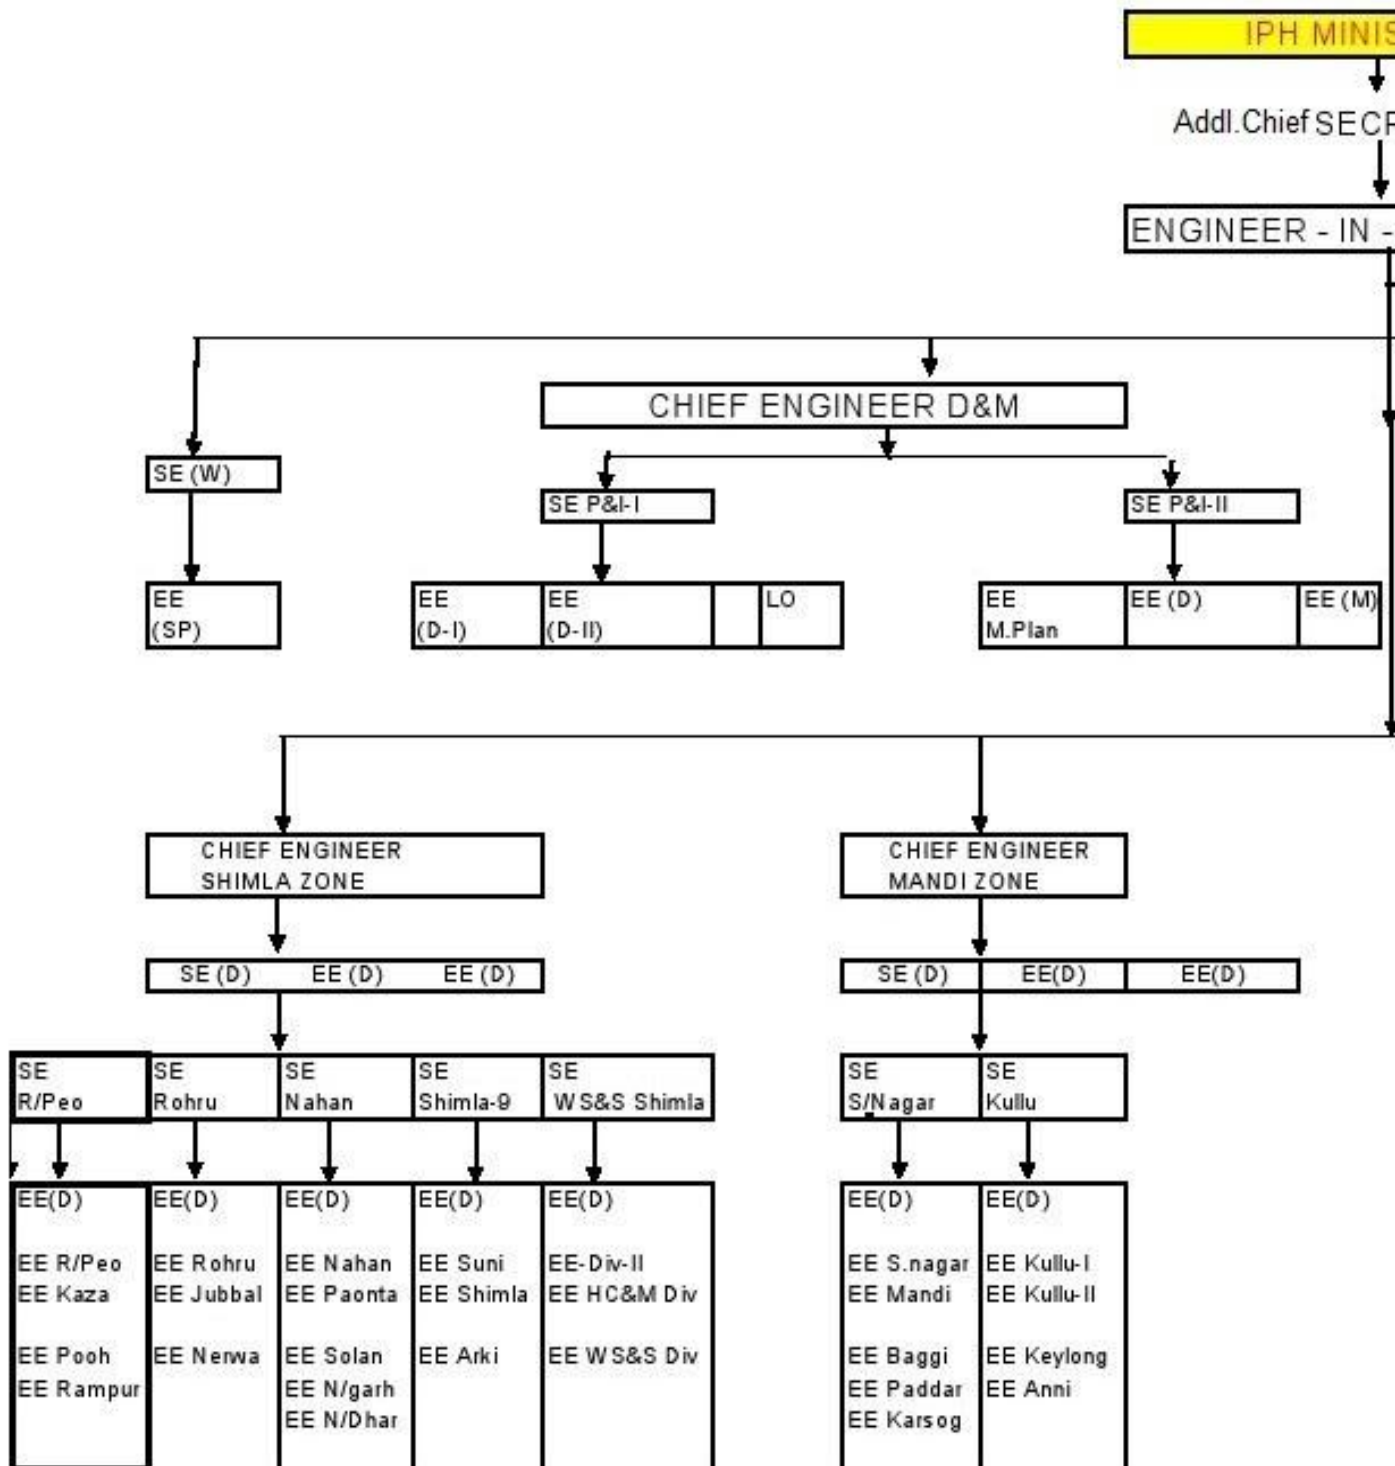 IPH MINIS
Addl.Chief SECR
ENGINEER - IN -
CHIEF ENGINEER D&M
SE (W)
SE P&I-I
SE P&I-II
EE
(SP)
EE
(D-I)
EE
(D-II)
LO
EE
M.Plan
EE (D)
EE (M)
CHIEF ENGINEER
SHIMLA ZONE
CHIEF ENGINEER
MANDI ZONE
SE (D) EE (D) EE (D)
SE (D) EE(D) EE(D)
SE
R/Peo
SE
Rohru
SE
Nahan
SE
Shimla-9
SE
WS&S Shimla
SE
S/Nagar
SE
Kullu
EE(D)
EE R/Peo
EE Kaza
EE Pooh
EE Rampur
EE(D)
EE Rohru
EE Jubbal
EE Nerwa
EE(D)
EE Nahan
EE Paonta
EE Solan
EE N/garh
EE N/Dhar
EE(D)
EE Suni
EE Shimla
EE Arki
EE(D)
EE-Div-II
EE HC&M Div
EE WS&S Div
EE(D)
EE S.nagar
EE Mandi
EE Baggi
EE Paddar
EE Karsog
EE(D)
EE Kullu-I
EE Kullu-II
EE Keylong
EE Anni